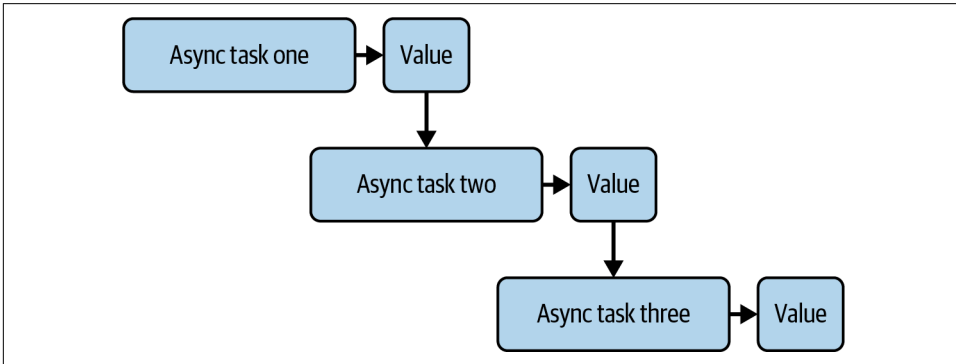 Async task one
Value
Async task two
Value
Async task three
Value